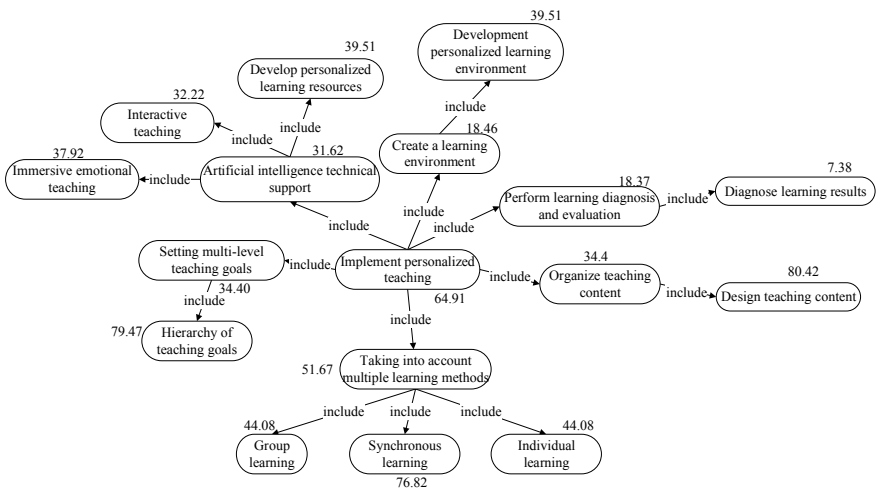 39.51
Development
personalized learning
environment
39.51
Develop personalized
learning resources
32.22
Interactive
teaching
include
include
include
18.46
Create a learning
environment
37.92
Immersive emotional
teaching
include
31.62
Artificial intelligence technical
support
18.37
Perform learning diagnosis
and evaluation
include
7.38
Diagnose learning results
include
include
include
Setting multi-level
teaching goals
34.40
include
Implement personalized
teaching
64.91
include
34.4
Organize teaching
content
include
80.42
Design teaching content
include
79.47
Hierarchy of
teaching goals
include
51.67
Taking into account
multiple learning methods
include
include
include
44.08
Group
learning
Synchronous
learning
76.82
44.08
Individual
learning